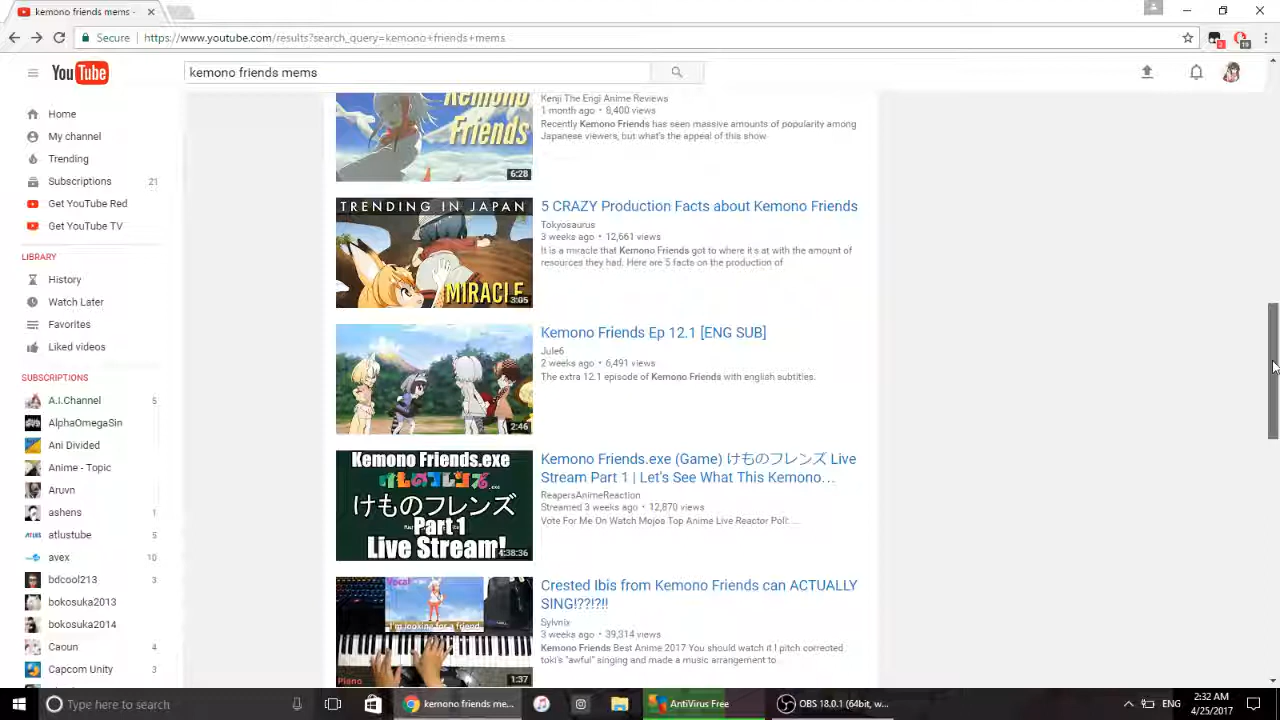 kemono friends mems -
Secure
https://www.youtube.com/results?search_query=kemono+friends+mems
YouTube
kemono friends mems
Home
My channel
Trending
Subscriptions 21
Get YouTube Red
Get YouTube TV
LIBRARY
History
Watch Later
Favorites
Liked videos
SUBSCRIPTIONS
A.I.Channel 5
AlphaOmegaSin
Ani Divided
Anime - Topic
Aruvn
ashens 1
atlustube 5
avex 10
bdcool213 3
bokosuka2013
bokosuka2014
Caoun 4
Capcom Unity 3
Kemono
Friends
6:28
Kenji The Engi Anime Reviews
1 month ago • 8,400 views
Recently Kemono Friends has seen massive amounts of popularity among
Japanese viewers, but what's the appeal of this show
TRENDING IN JAPAN
MIRACLE
3:05
5 CRAZY Production Facts about Kemono Friends
Tokyosaurus
3 weeks ago • 12,661 views
It is a miracle that Kemono Friends got to where it's at with the amount of
resources they had. Here are 5 facts on the production of
2:46
Kemono Friends Ep 12.1 [ENG SUB]
Jule6
2 weeks ago • 6,491 views
The extra 12.1 episode of Kemono Friends with english subtitles.
Kemono Friends.exe
けものフレンズ.exe
けものフレンズ
Part 1
Live Stream!
4:38:36
Kemono Friends.exe (Game) けものフレンズ Live
Stream Part 1 | Let's See What This Kemono…
ReapersAnimeReaction
Streamed 3 weeks ago • 12,870 views
Vote For Me On Watch Mojos Top Anime Live Reactor Poll: ...
Vocal
I'm looking for a friend
Piano
1:37
Crested Ibis from Kemono Friends can ACTUALLY
SING!??!?!!
Sylvnix
3 weeks ago • 39,314 views
Kemono Friends Best Anime 2017 You should watch it I pitch corrected
toki's "awful" singing and made a music arrangement to
Type here to search
kemono friends me...
AntiVirus Free
OBS 18.0.1 (64bit, w...
ENG
2:32 AM
4/25/2017